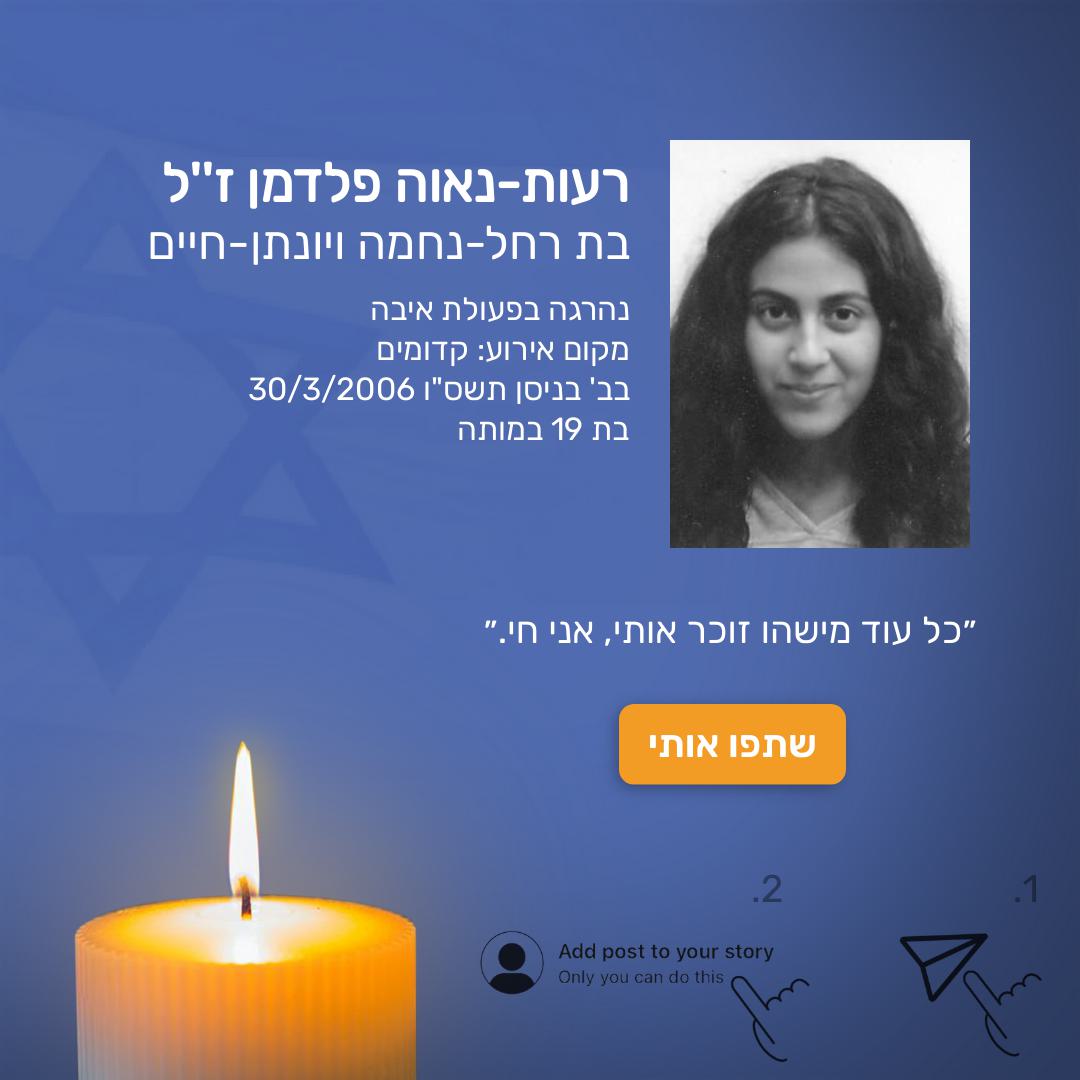 רעות-נאוה פלדמן ז"ל
בת רחל-נחמה ויונתן-חיים
נהרגה בפעולת איבה
מקום אירוע: קדומים
בב' בניסן תשס"ו 30/3/2006
בת 19 במותה
״כל עוד מישהו זוכר אותי, אני חי.״
שתפו אותי
.1
.2
Add post to your story
Only you can do this